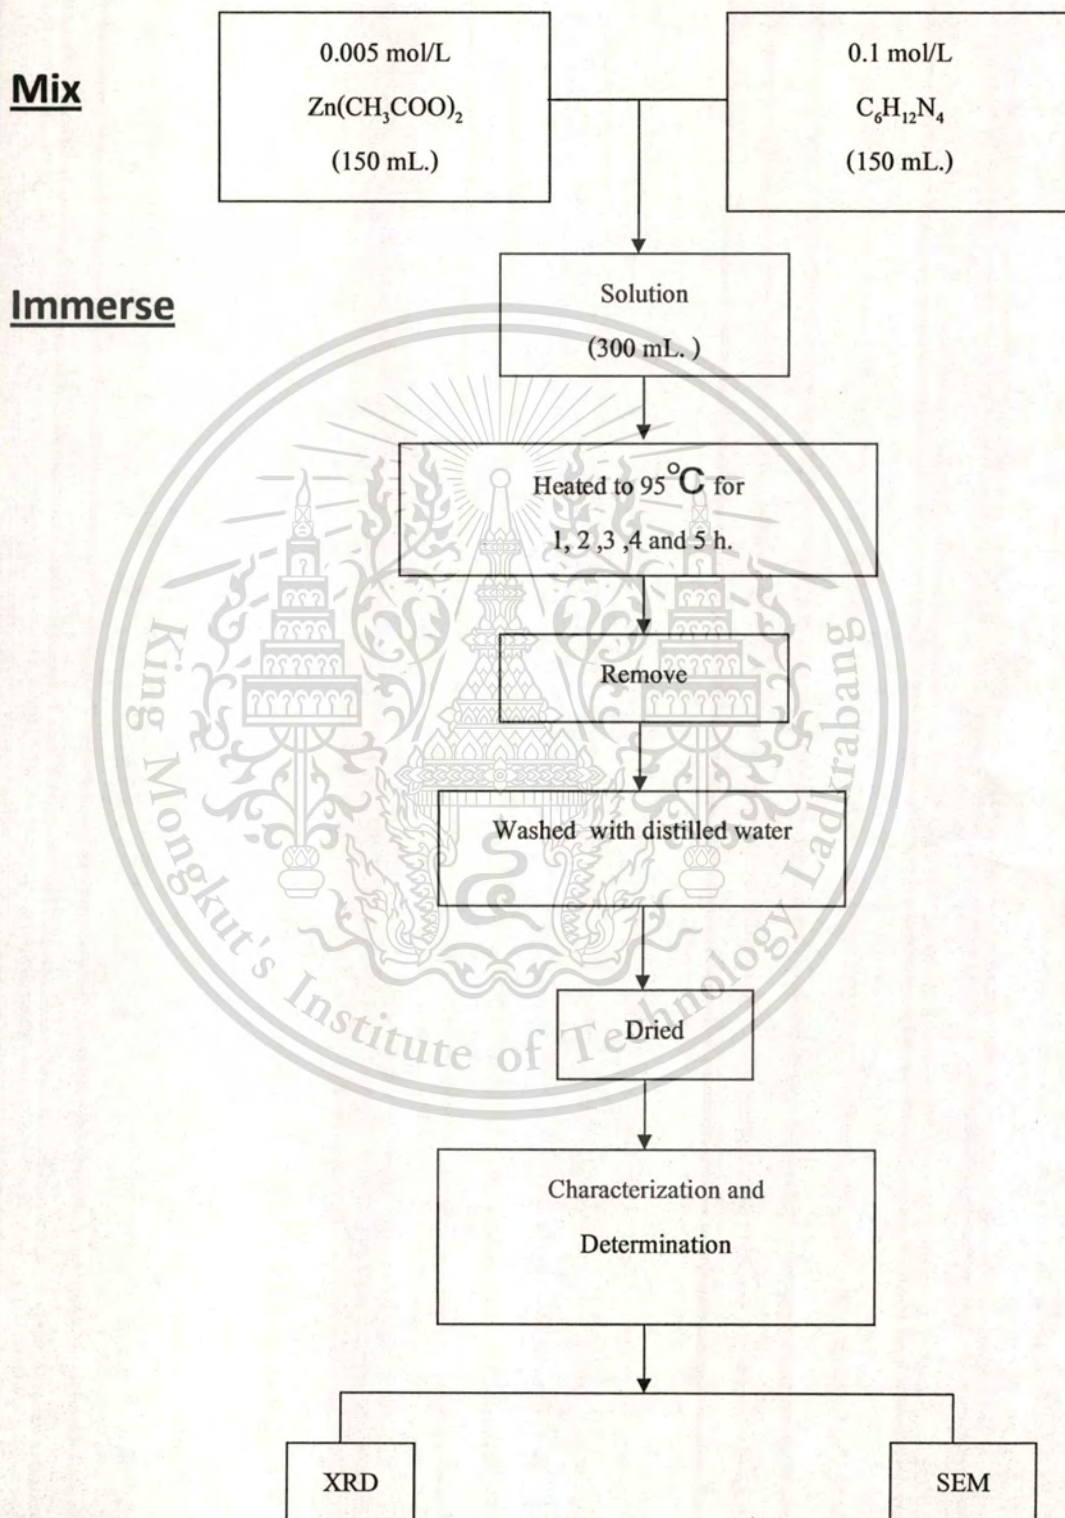 Mix
0.005 mol/L
Zn(CH₃COO)₂
(150 mL.)
0.1 mol/L
C₆H₁₂N₄
(150 mL.)
Immerse
Solution
(300 mL. )
Heated to 95°C for
1, 2 ,3 ,4 and 5 h.
Remove
Washed with distilled water
Dried
Characterization and
Determination
XRD
SEM
King Mongkut's Institute of Technology Ladkrabang